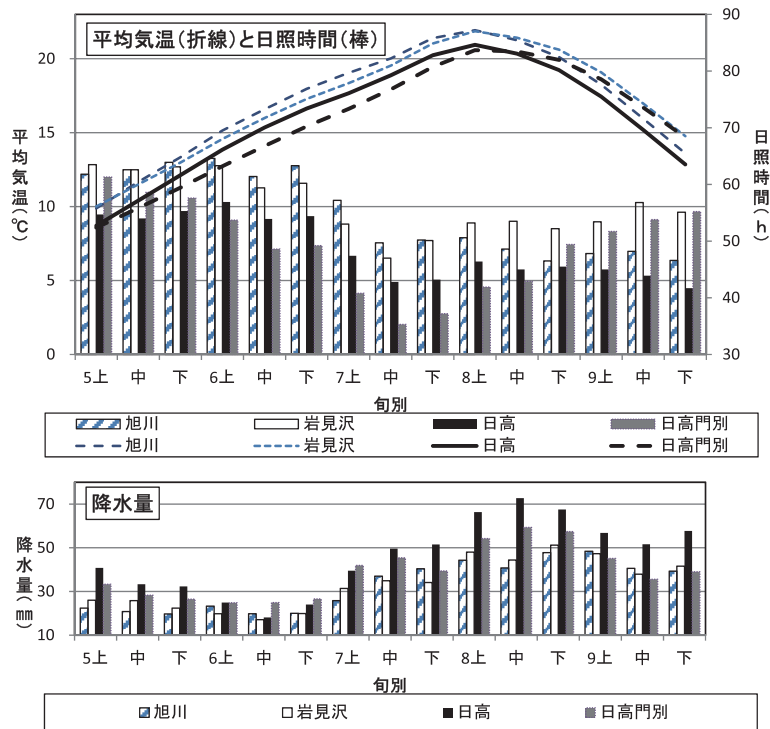 平均気温(折線)と日照時間(棒)
平均気温(℃)
20
15
10
5
0
日照時間(h)
90
80
70
60
50
40
30
5上 中 下 6上 中 下 7上 中 下 8上 中 下 9上 中 下
旬別
旭川 岩見沢 日高 日高門別
旭川 岩見沢 日高 日高門別
降水量
降水量(㎜)
70
50
30
10
5上 中 下 6上 中 下 7上 中 下 8上 中 下 9上 中 下
旬別
旭川 岩見沢 日高 日高門別